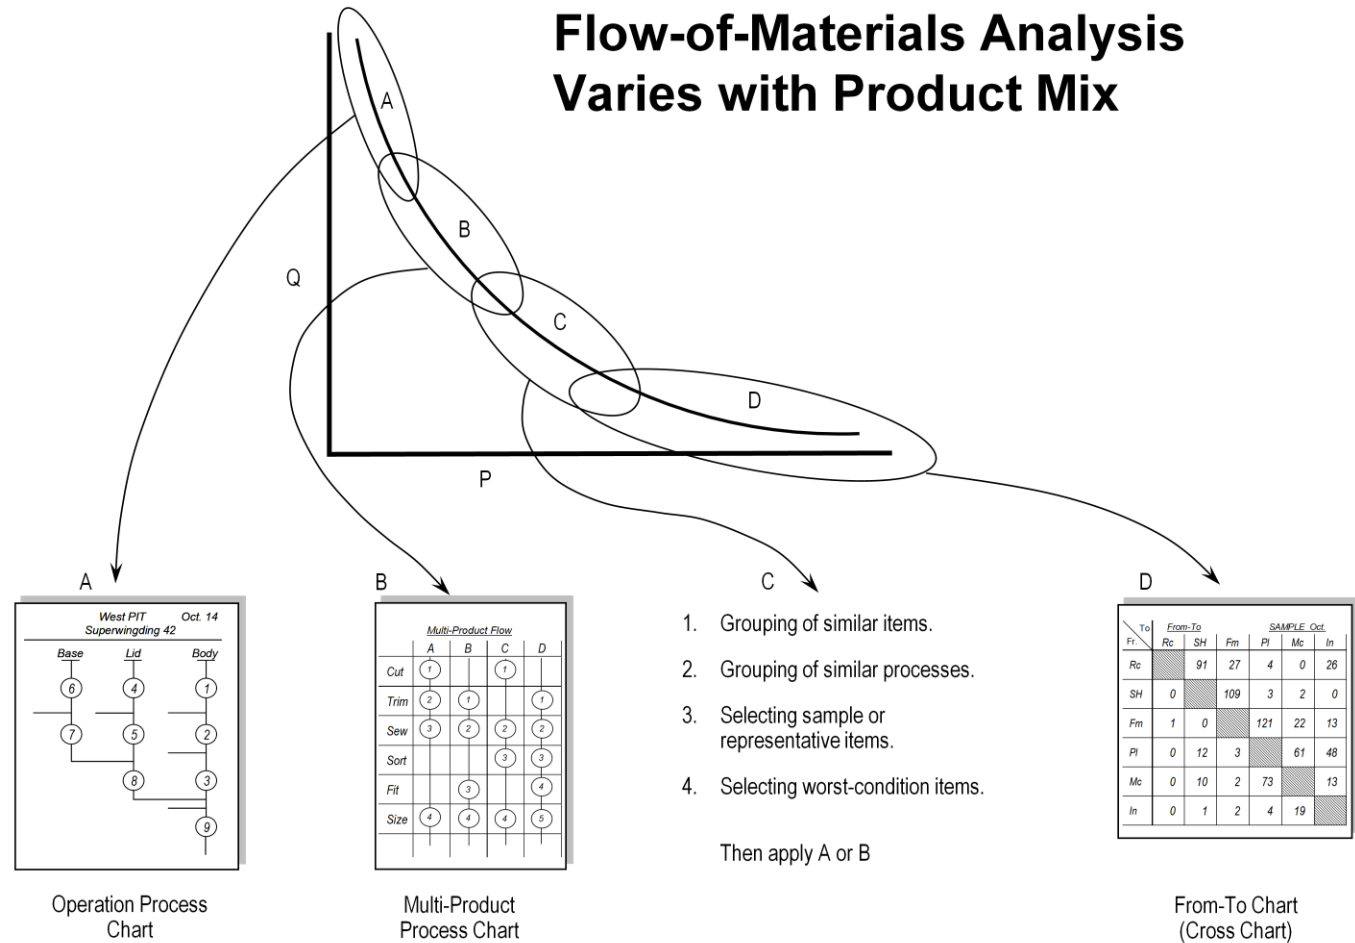 Flow-of-Materials Analysis
Varies with Product Mix
A
B
Q
C
D
P
A
B
C
D
West PIT Oct. 14
Superwingding 42
Base Lid Body
6 4 1
7 5 2
8 3
9
Multi-Product Flow
A B C D
Cut 1 1
Trim 2 1 1
Sew 3 2 2 2
Sort 3 3
Fit 3 4
Size 4 4 4 5
1. Grouping of similar items.
2. Grouping of similar processes.
3. Selecting sample or
representative items.
4. Selecting worst-condition items.
Then apply A or B
To From-To SAMPLE Oct.
Fr. Rc SH Fm Pl Mc In
Rc 91 27 4 0 26
SH 0 109 3 2 0
Fm 1 0 121 22 13
Pl 0 12 3 61 48
Mc 0 10 2 73 13
In 0 1 2 4 19
Operation Process
Chart
Multi-Product
Process Chart
From-To Chart
(Cross Chart)